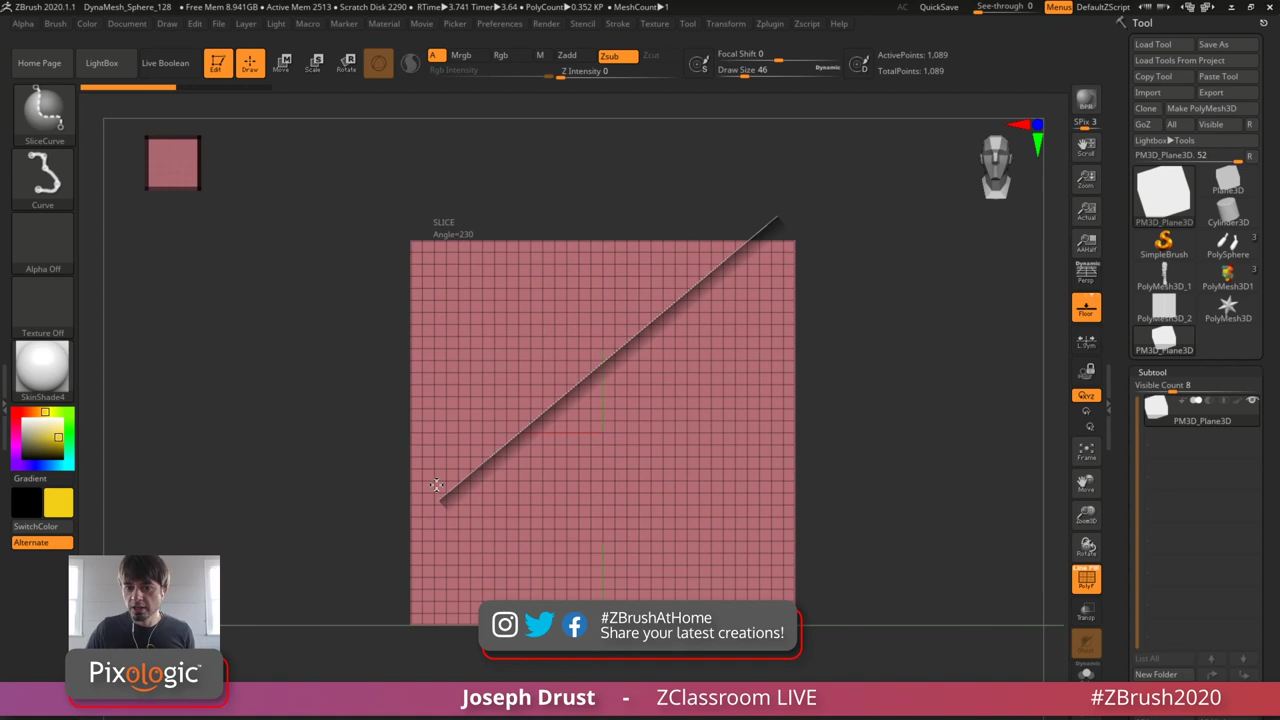 ZBrush 2020.1.1    DynaMesh_Sphere_128    • Free Mem 8.941GB • Active Mem 2513 • Scratch Disk 2290 • RTime▶3.741 Timer▶3.64 • PolyCount▶0.352 KP • MeshCount▶1
AC QuickSave See-through 0 Menus DefaultZScript
Alpha Brush Color Document Draw Edit File Layer Light Macro Marker Material Movie Picker Preferences Render Stencil Stroke Texture Tool Transform Zplugin Zscript Help
Home Page LightBox Live Boolean Edit Draw Move Scale Rotate
A Mrgb Rgb M Zadd Zsub Zcut
Rgb Intensity Z Intensity 0
Focal Shift 0
Draw Size 46 Dynamic
S D
ActivePoints: 1,089
TotalPoints: 1,089
SliceCurve
Curve
Alpha Off
Texture Off
SkinShade4
Gradient
SwitchColor
Alternate
SLICE
Angle=230
BPR
SPix 3
Scroll
Zoom
Actual
AAHalf
Dynamic
Persp
Floor
L.Sym
XYZ
Frame
Move
Zoom3D
Rotate
Line Fill
PolyF
Transp
Dynamic
Tool
Load Tool Save As
Load Tools From Project
Copy Tool Paste Tool
Import Export
Clone Make PolyMesh3D
GoZ All Visible R
Lightbox▶Tools
PM3D_Plane3D. 52 R
PM3D_Plane3D
Plane3D
Cylinder3D
SimpleBrush PolySphere 3
PolyMesh3D_1 PolyMesh3D1 3
PolyMesh3D_2 PolyMesh3D
PM3D_Plane3D
Subtool
Visible Count 8
PM3D_Plane3D
List All
New Folder
#ZBrushAtHome
Share your latest creations!
Pixologic™
Joseph Drust - ZClassroom LIVE #ZBrush2020